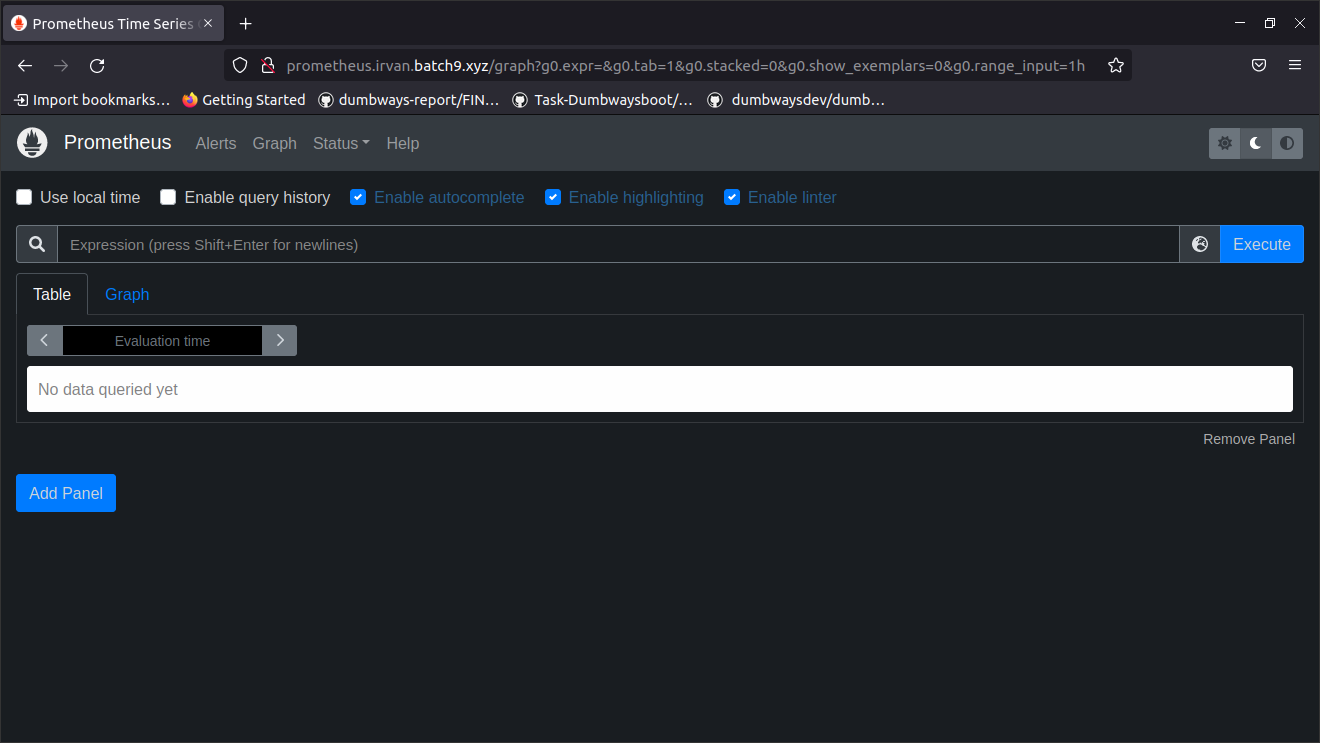 Prometheus Time Series
prometheus.irvan.batch9.xyz/graph?g0.expr=&g0.tab=1&g0.stacked=0&g0.show_exemplars=0&g0.range_input=1h
Import bookmarks… Getting Started dumbways-report/FIN… Task-Dumbwaysboot/… dumbwaysdev/dumb…
Prometheus Alerts Graph Status Help
Use local time Enable query history Enable autocomplete Enable highlighting Enable linter
Expression (press Shift+Enter for newlines) Execute
Table Graph
Evaluation time
No data queried yet
Remove Panel
Add Panel